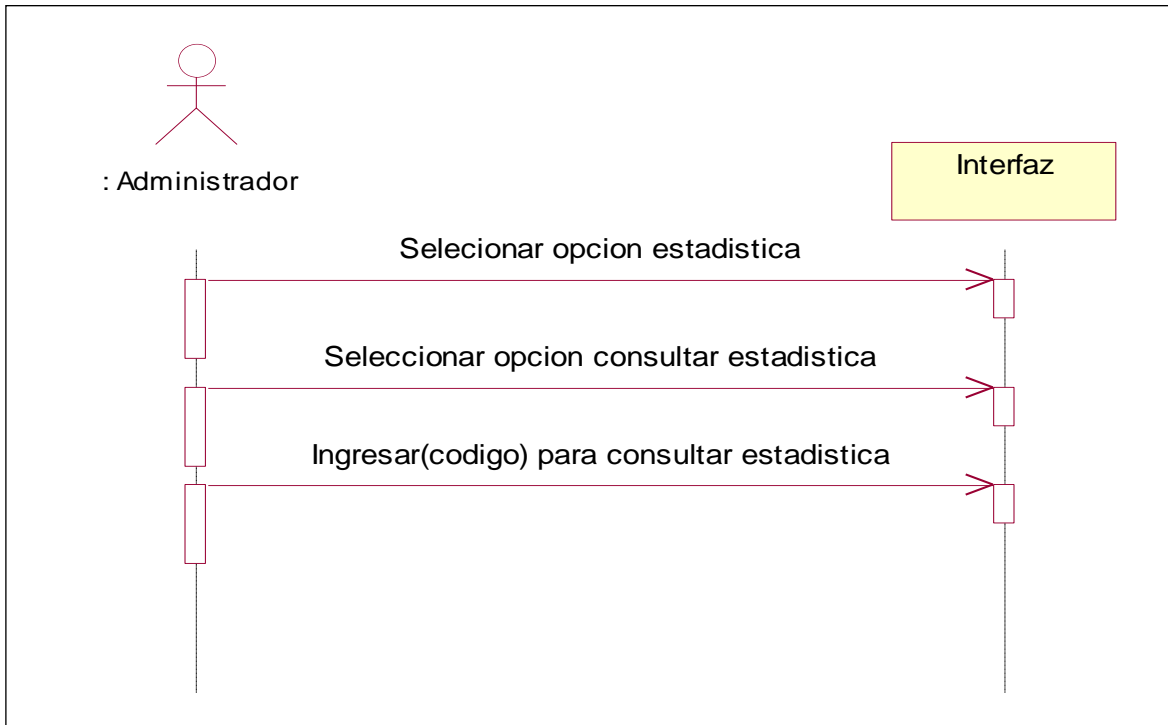 : Administrador
Interfaz
Selecionar opcion estadistica
Seleccionar opcion consultar estadistica
Ingresar(codigo) para consultar estadistica